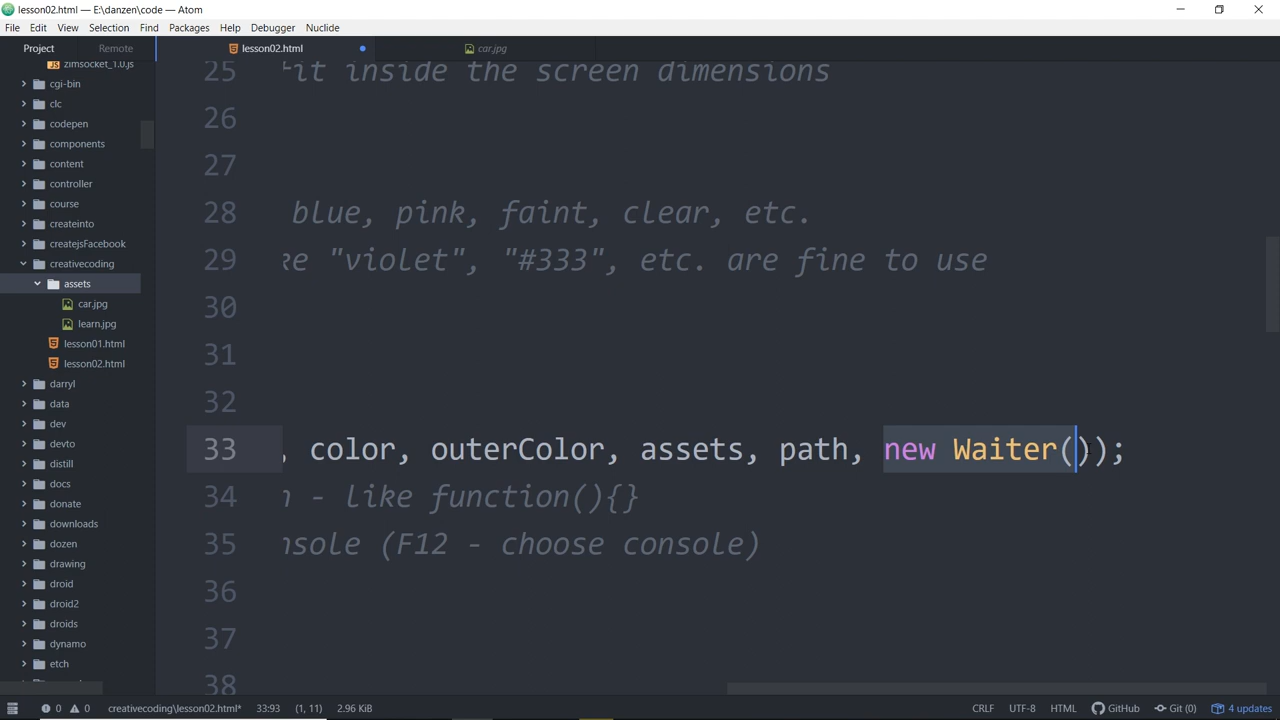 lesson02.html — E:\danzen\code — Atom
File Edit View Selection Find Packages Help Debugger Nuclide
Project Remote lesson02.html car.jpg
zimsocket_1.0.js
cgi-bin
clc
codepen
components
content
controller
course
createinto
createjsFacebook
creativecoding
assets
car.jpg
learn.jpg
lesson01.html
lesson02.html
darryl
data
dev
devto
distill
docs
donate
downloads
dozen
drawing
droid
droid2
droids
dynamo
etch
25 fit inside the screen dimensions
26
27
28 blue, pink, faint, clear, etc.
29 "violet", "#333", etc. are fine to use
30
31
32
33 , color, outerColor, assets, path, new Waiter());
34 - like function(){}
35 (F12 - choose console)
36
37
38
0 0 creativecoding\lesson02.html* 33:93 (1, 11) 2.96 KiB CRLF UTF-8 HTML GitHub Git (0) 4 updates